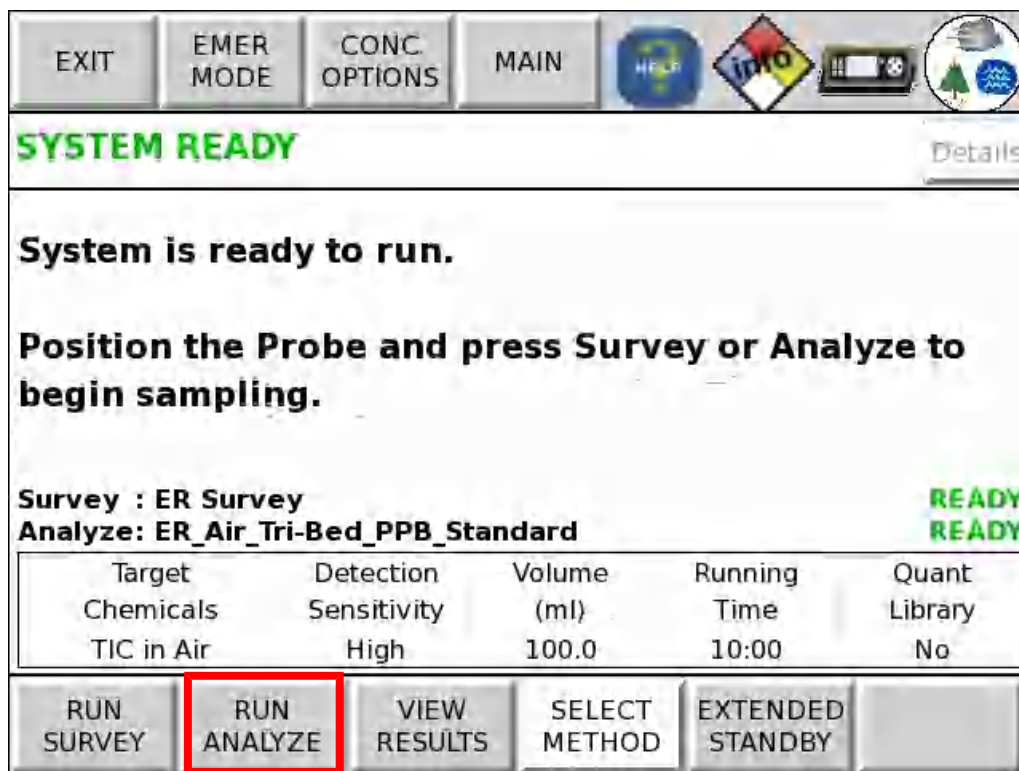 EXIT
EMER
MODE
CONC.
OPTIONS
MAIN
HELP
info
SYSTEM READY
Details
System is ready to run.
Position the Probe and press Survey or Analyze to
begin sampling.
Survey : ER Survey READY
Analyze: ER_Air_Tri-Bed_PPB_Standard READY
Target Detection Volume Running Quant
Chemicals Sensitivity (ml) Time Library
TIC in Air High 100.0 10:00 No
RUN
SURVEY
RUN
ANALYZE
VIEW
RESULTS
SELECT
METHOD
EXTENDED
STANDBY